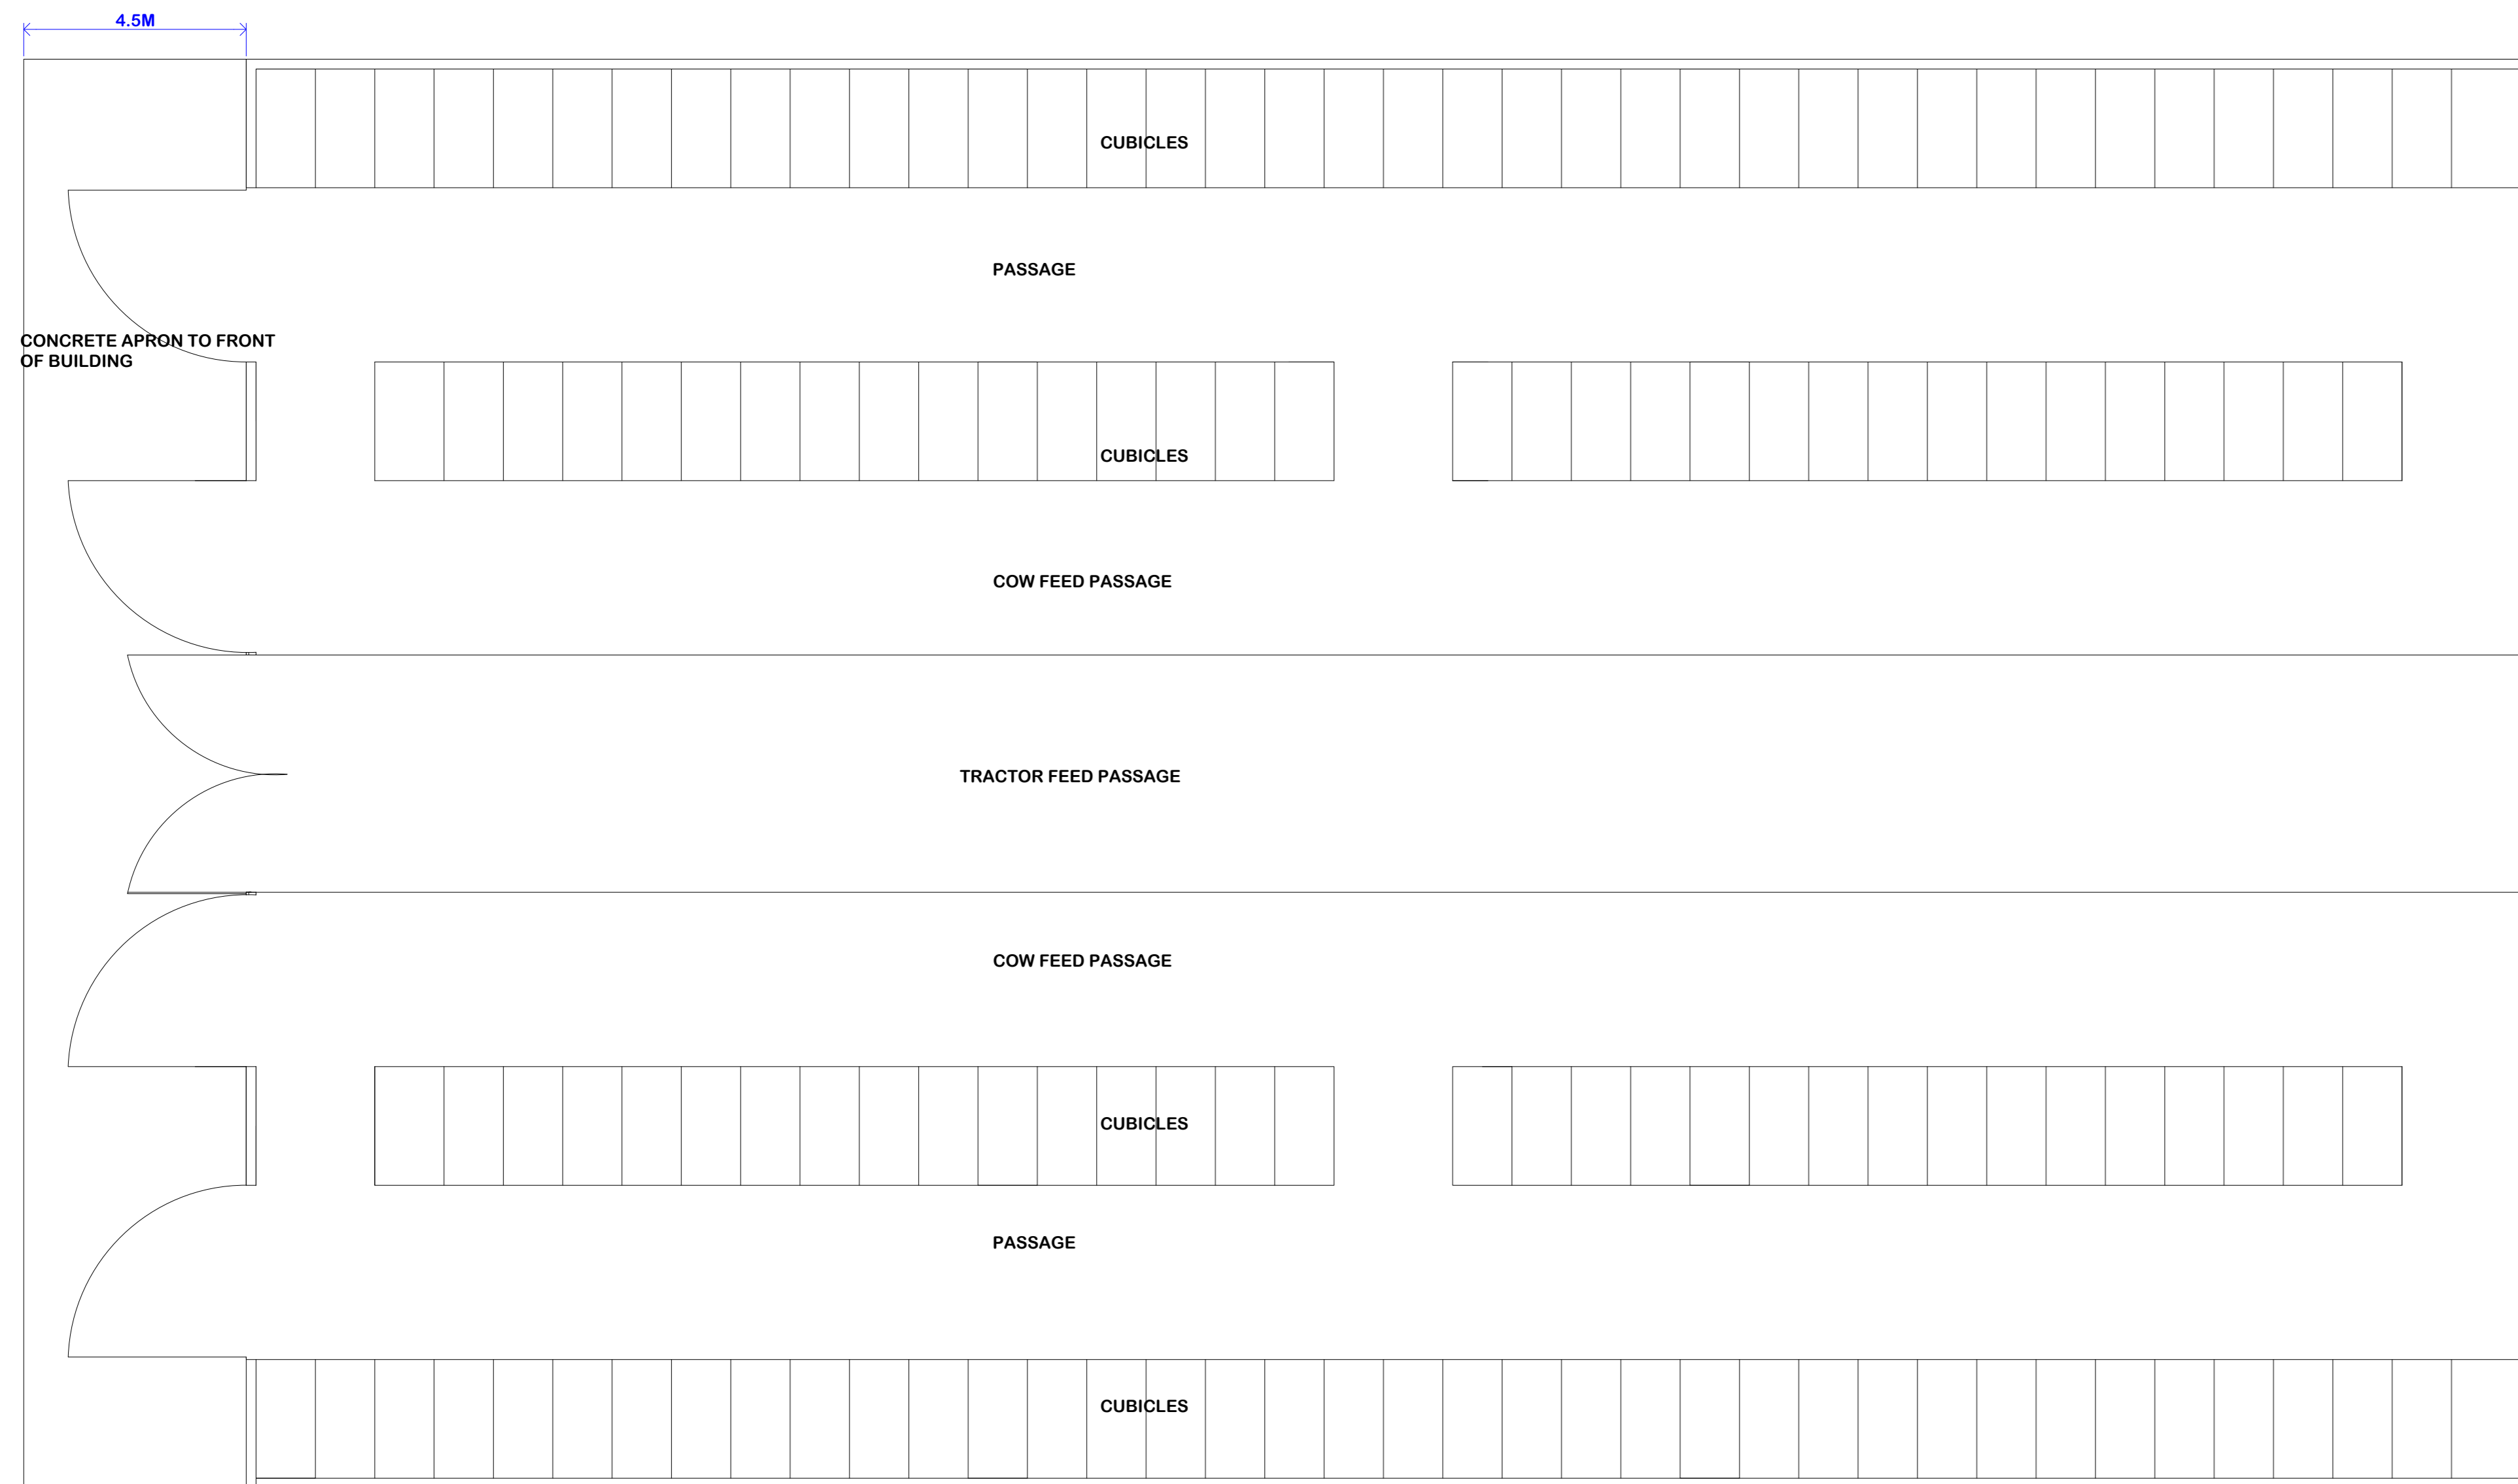 4.5M
CUBICLES
PASSAGE
CONCRETE APRON TO FRONT
OF BUILDING
CUBICLES
COW FEED PASSAGE
TRACTOR FEED PASSAGE
COW FEED PASSAGE
CUBICLES
PASSAGE
CUBICLES